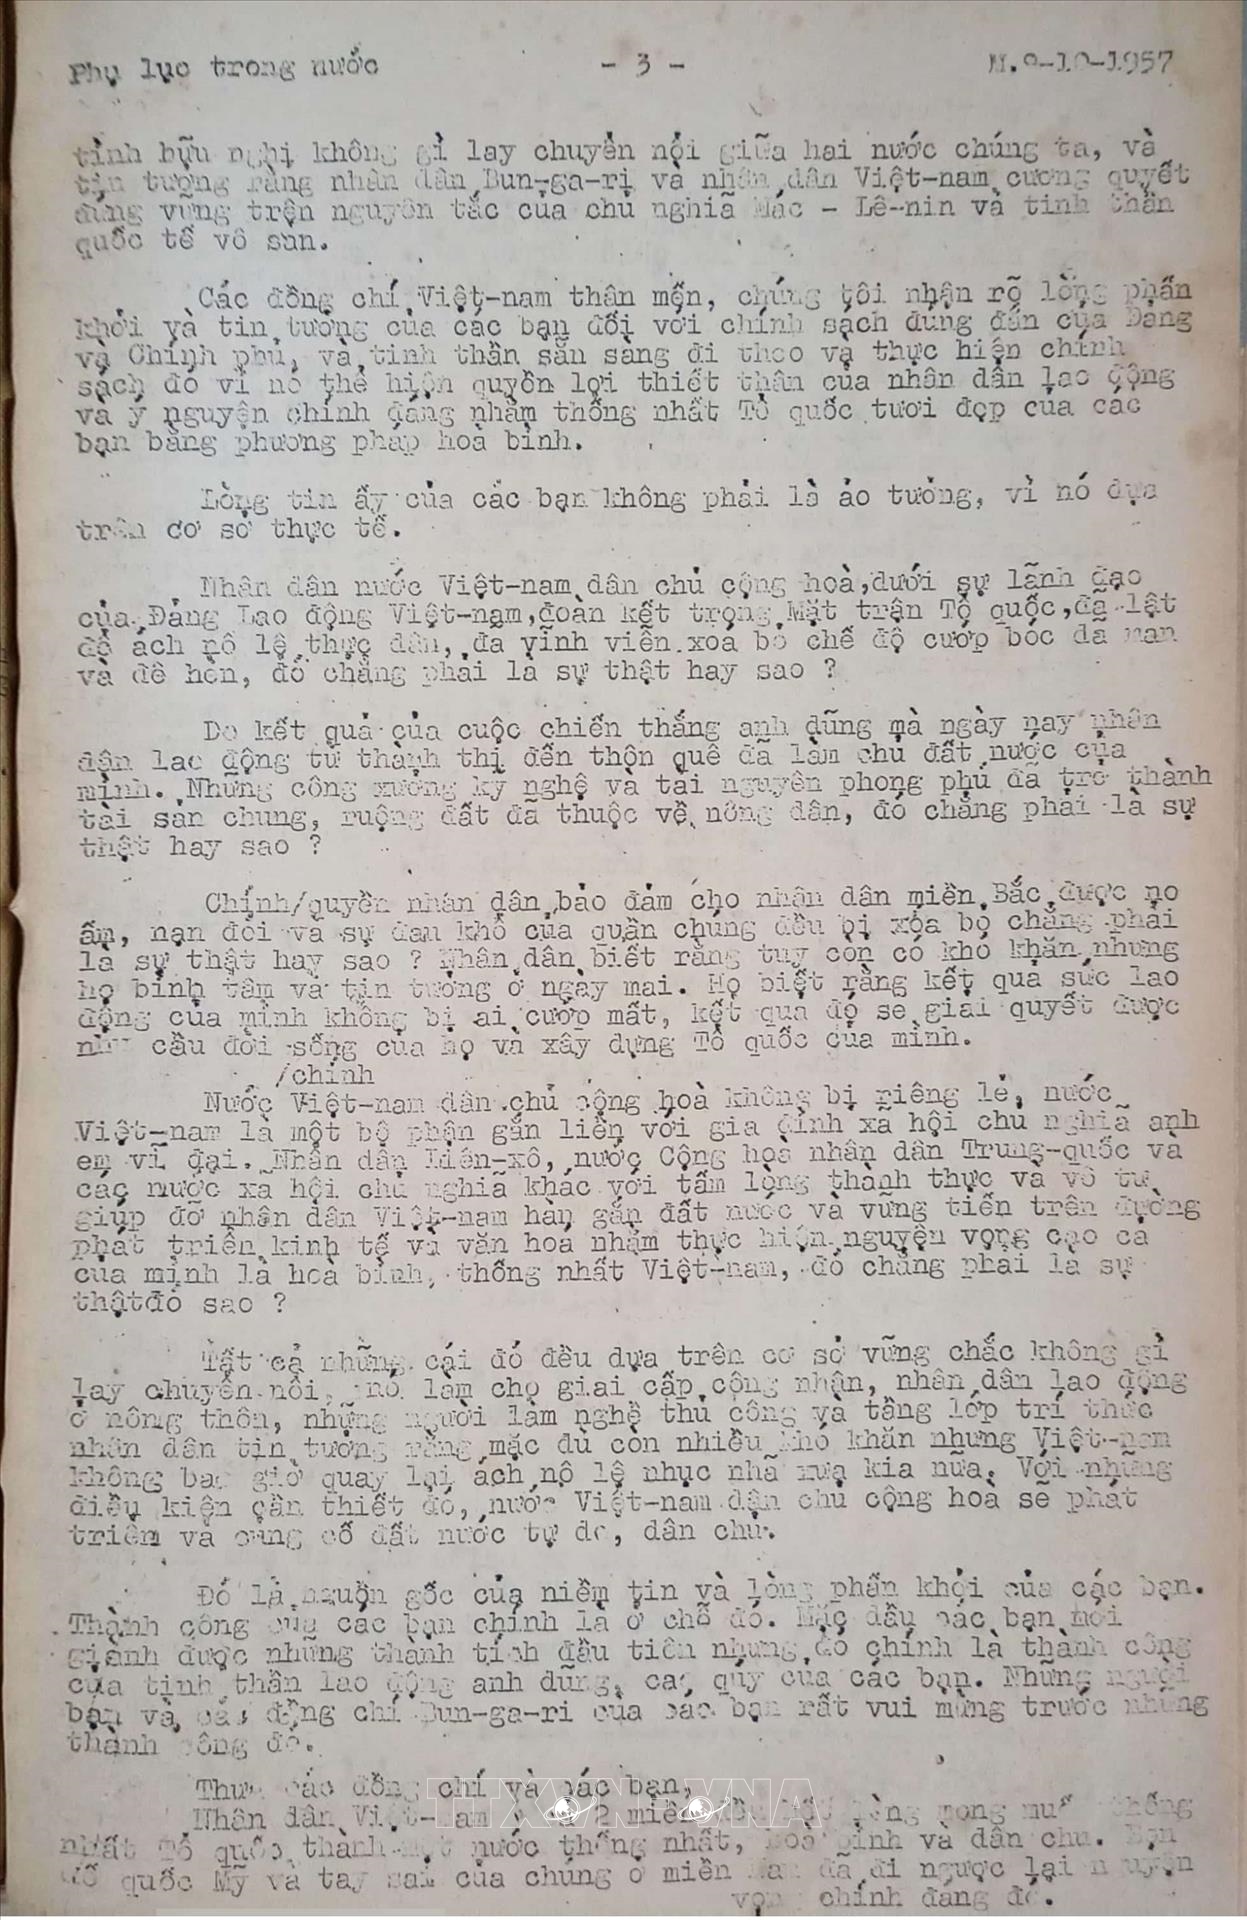 Phụ lục trong nước - 3 - N.9-10-1957
tình hữu nghị không gì lay chuyển nổi giữa hai nước chúng ta, và
tin tưởng rằng nhân dân Bun-ga-ri và nhân dân Việt-nam cương quyết
đứng vững trên nguyên tắc của chủ nghĩa Mác - Lê-nin và tinh thần
quốc tế vô sản.
Các đồng chí Việt-nam thân mến, chúng tôi nhận rõ lòng phấn
khởi và tin tưởng của các bạn đối với chính sách đúng đắn của Đảng
và Chính phủ, và tinh thần sẵn sàng đi theo và thực hiện chính
sách đó vì nó thể hiện quyền lợi thiết thân của nhân dân lao động
và ý nguyện chính đáng nhằm thống nhất Tổ quốc tươi đẹp của các
bạn bằng phương pháp hoà bình.
Lòng tin ấy của các bạn không phải là ảo tưởng, vì nó dựa
trên cơ sở thực tế.
Nhân dân nước Việt-nam dân chủ cộng hoà, dưới sự lãnh đạo
của Đảng Lao động Việt-nam, đoàn kết trong Mặt trận Tổ quốc, đã lật
đổ ách nô lệ thực dân, đã vĩnh viễn xoá bỏ chế độ cướp bóc dã man
và đê hèn, đó chẳng phải là sự thật hay sao ?
Do kết quả của cuộc chiến thắng anh dũng mà ngày nay nhân
dân lao động từ thành thị đến thôn quê đã làm chủ đất nước của
mình. Những công xưởng kỹ nghệ và tài nguyên phong phú đã trở thành
tài sản chung, ruộng đất đã thuộc về nông dân, đó chẳng phải là sự
thật hay sao ?
Chính/quyền nhân dân bảo đảm cho nhân dân miền Bắc được no
ấm, nạn đói và sự đau khổ của quần chúng đều bị xóa bỏ chẳng phải
là sự thật hay sao ? Nhân dân biết rằng tuy còn có khó khăn nhưng
họ bình tâm và tin tưởng ở ngày mai. Họ biết rằng kết quả sức lao
động của mình không bị ai cướp mất, kết quả đó sẽ giải quyết được
nhu cầu đời sống của họ và xây dựng Tổ quốc của mình.
/chính
Nước Việt-nam dân chủ cộng hoà không bị riêng lẻ, nước
Việt-nam là một bộ phận gắn liền với gia đình xã hội chủ nghĩa anh
em vĩ đại. Nhân dân Liên-xô, nước Cộng hoà nhân dân Trung-quốc và
các nước xã hội chủ nghĩa khác với tấm lòng thành thực và vô tư
giúp đỡ nhân dân Việt-nam hàn gắn đất nước và vững tiến trên đường
phát triển kinh tế và văn hoá nhằm thực hiện nguyện vọng cao cả
của mình là hoà bình, thống nhất Việt-nam, đó chẳng phải là sự
thậtđó sao ?
Tất cả những cái đó đều dựa trên cơ sở vững chắc không gì
lay chuyển nổi, nó làm cho giai cấp công nhân, nhân dân lao động
ở nông thôn, những người làm nghề thủ công và tầng lớp trí thức
nhân dân tin tưởng rằng mặc dù còn nhiều khó khăn nhưng Việt-nam
không bao giờ quay lại ách nô lệ nhục nhã xưa kia nữa. Với những
điều kiện cần thiết đó, nước Việt-nam dân chủ cộng hoà sẽ phát
triển và củng cố đất nước tự do, dân chủ.
Đó là nguồn gốc của niềm tin và lòng phấn khởi của các bạn.
Thành công của các bạn chính là ở chỗ đó. Mặc dầu các bạn mới
giành được những thành tích đầu tiên nhưng đó chính là thành công
của tinh thần lao động anh dũng, cao quý của các bạn. Những người
bạn và các đồng chí Bun-ga-ri của các bạn rất vui mừng trước những
thành công đó.
Thưa các đồng chí và các bạn,
Nhân dân Việt-nam ở cả 2 miền đều một lòng mong muốn thống
nhất Tổ quốc thành một nước thống nhất, hoà bình và dân chủ. Bọn
đế quốc Mỹ và tay sai của chúng ở miền Nam đã đi ngược lại nguyện
vọng chính đáng đó.
TTXVN VNA